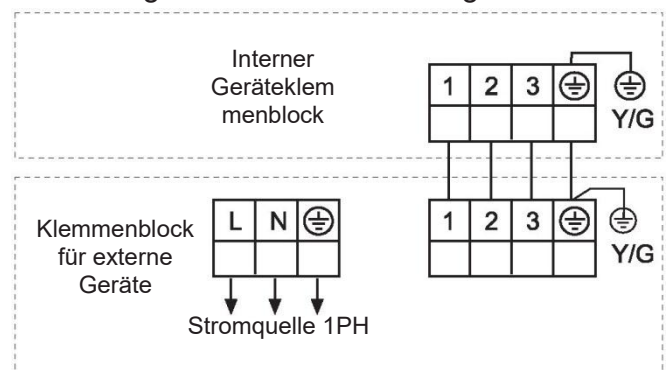 Interner
Geräteklem
menblock
1 2 3
Y/G
Klemmenblock
für externe
Geräte
L N
1 2 3
Y/G
Stromquelle 1PH